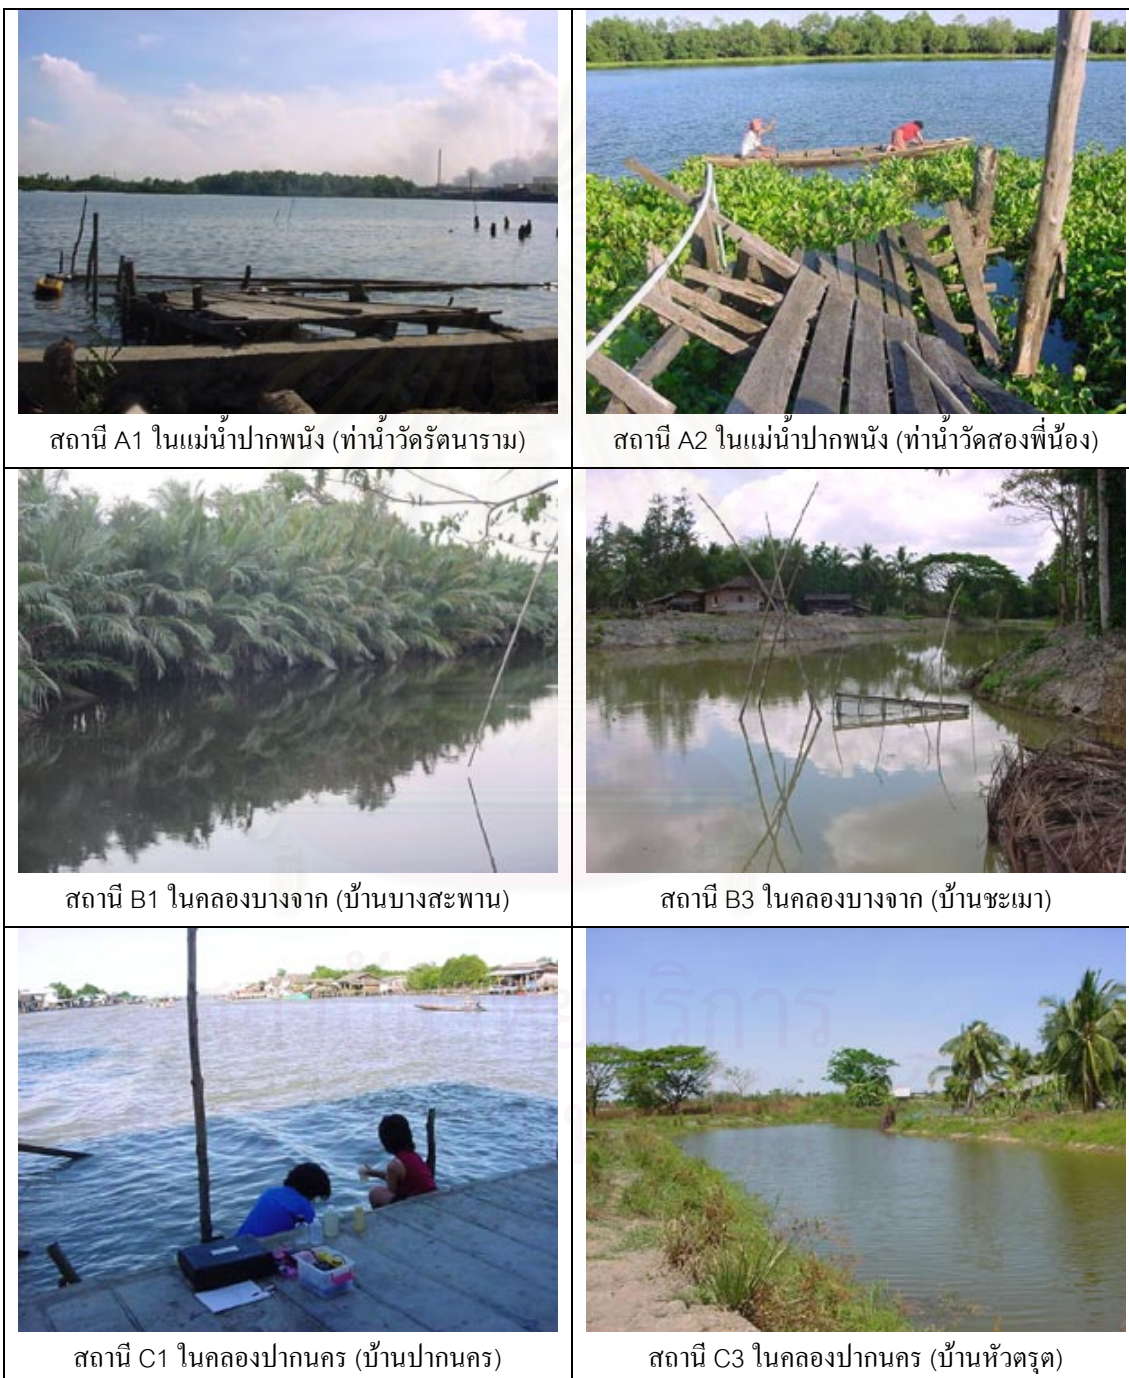 สถานี A1 ในแม่น้ำปากพนัง (ท่าน้ำวัดรัตนาราม)
สถานี A2 ในแม่น้ำปากพนัง (ท่าน้ำวัดสองพี่น้อง)
สถานี B1 ในคลองบางจาก (บ้านบางสะพาน)
สถานี B3 ในคลองบางจาก (บ้านชะเมา)
สถานี C1 ในคลองปากนคร (บ้านปากนคร)
สถานี C3 ในคลองปากนคร (บ้านหัวตรุต)